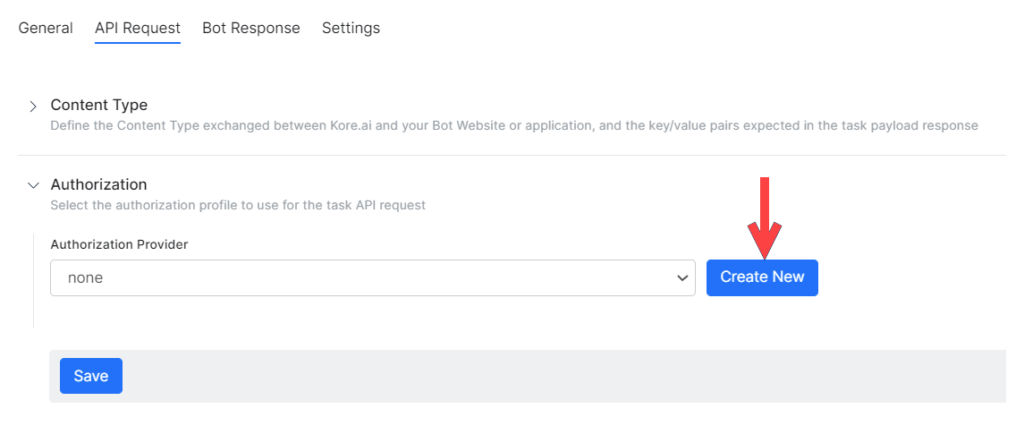 General API Request Bot Response Settings
Content Type
Define the Content Type exchanged between Kore.ai and your Bot Website or application, and the key/value pairs expected in the task payload response
Authorization
Select the authorization profile to use for the task API request
Authorization Provider
none Create New
Save